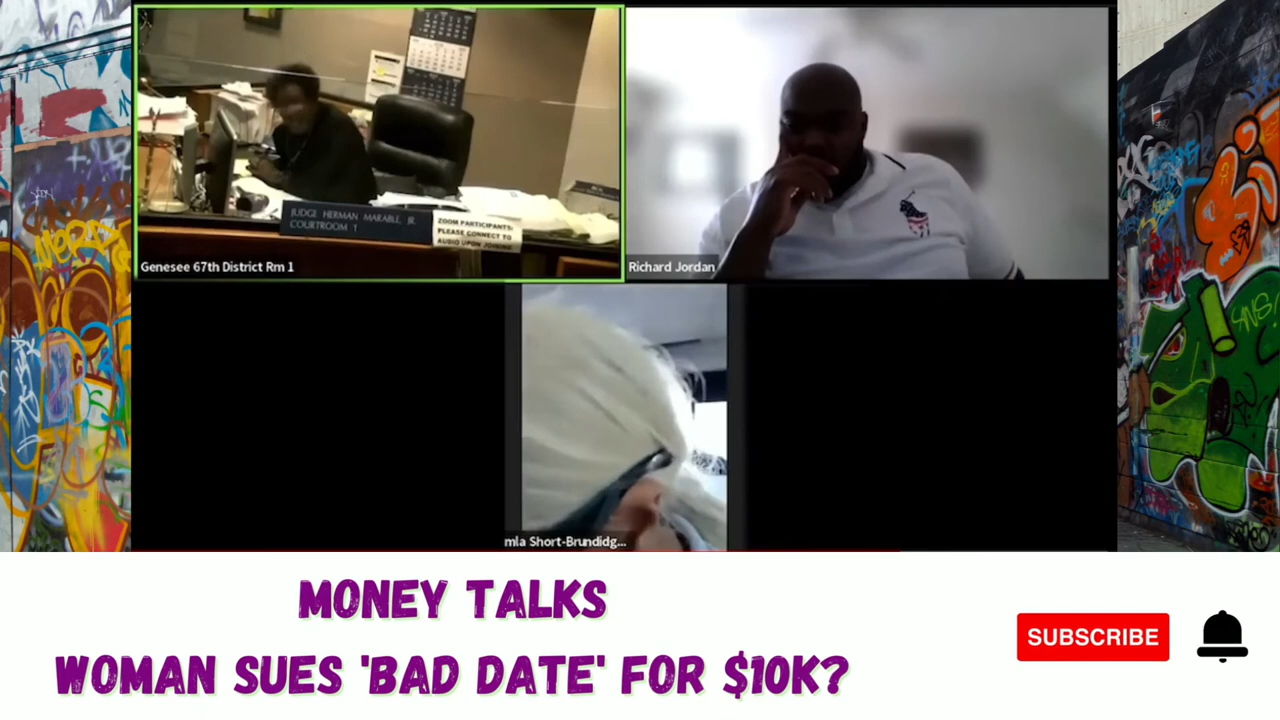 JUDGE HERMAN MARABLE, JR.
COURTROOM 1
ZOOM PARTICIPANTS:
PLEASE CONNECT TO
AUDIO UPON JOINING
Genesee 67th District Rm 1
Richard Jordan
mla Short-Brundidg...
MONEY TALKS
WOMAN SUES 'BAD DATE' FOR $10K?
SUBSCRIBE